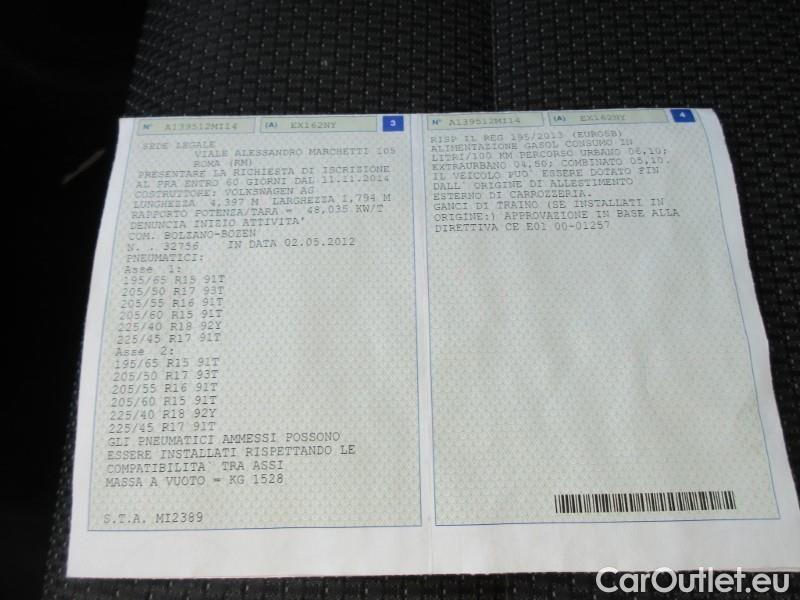 N° A139512MI14 (A) EX162NY 3
SEDE LEGALE
VIALE ALESSANDRO MARCHETTI 105
ROMA (RM)
PRESENTARE LA RICHIESTA DI ISCRIZIONE
AL PRA ENTRO 60 GIORNI DAL 11.11.2014
COSTRUTTORE: VOLKSWAGEN AG
LUNGHEZZA 4,397 M LARGHEZZA 1,794 M
RAPPORTO POTENZA/TARA = 48,035 KW/T
DENUNCIA INIZIO ATTIVITA'
COM. BOLZANO-BOZEN
N. . 32756 IN DATA 02.05.2012
PNEUMATICI:
Asse 1:
195/65 R15 91T
205/50 R17 93T
205/55 R16 91T
205/60 R15 91T
225/40 R18 92Y
225/45 R17 91T
Asse 2:
195/65 R15 91T
205/50 R17 93T
205/55 R16 91T
205/60 R15 91T
225/40 R18 92Y
225/45 R17 91T
GLI PNEUMATICI AMMESSI POSSONO
ESSERE INSTALLATI RISPETTANDO LE
COMPATIBILITA` TRA ASSI
MASSA A VUOTO = KG 1528
S.T.A. MI2389
N° A139512MI14 (A) EX162NY 4
RISP IL REG 195/2013 (EURO5B)
ALIMENTAZIONE GASOL CONSUMO IN
LITRI/100 KM PERCORSO URBANO 06,10;
EXTRAURBANO 04,50; COMBINATO 05,10.
IL VEICOLO PUO` ESSERE DOTATO FIN
DALL` ORIGINE DI ALLESTIMENTO
ESTERNO DI CARROZZERIA.
GANCI DI TRAINO (SE INSTALLATI IN
ORIGINE:) APPROVAZIONE IN BASE ALLA
DIRETTIVA CE E01 00-01257
CarOutlet.eu